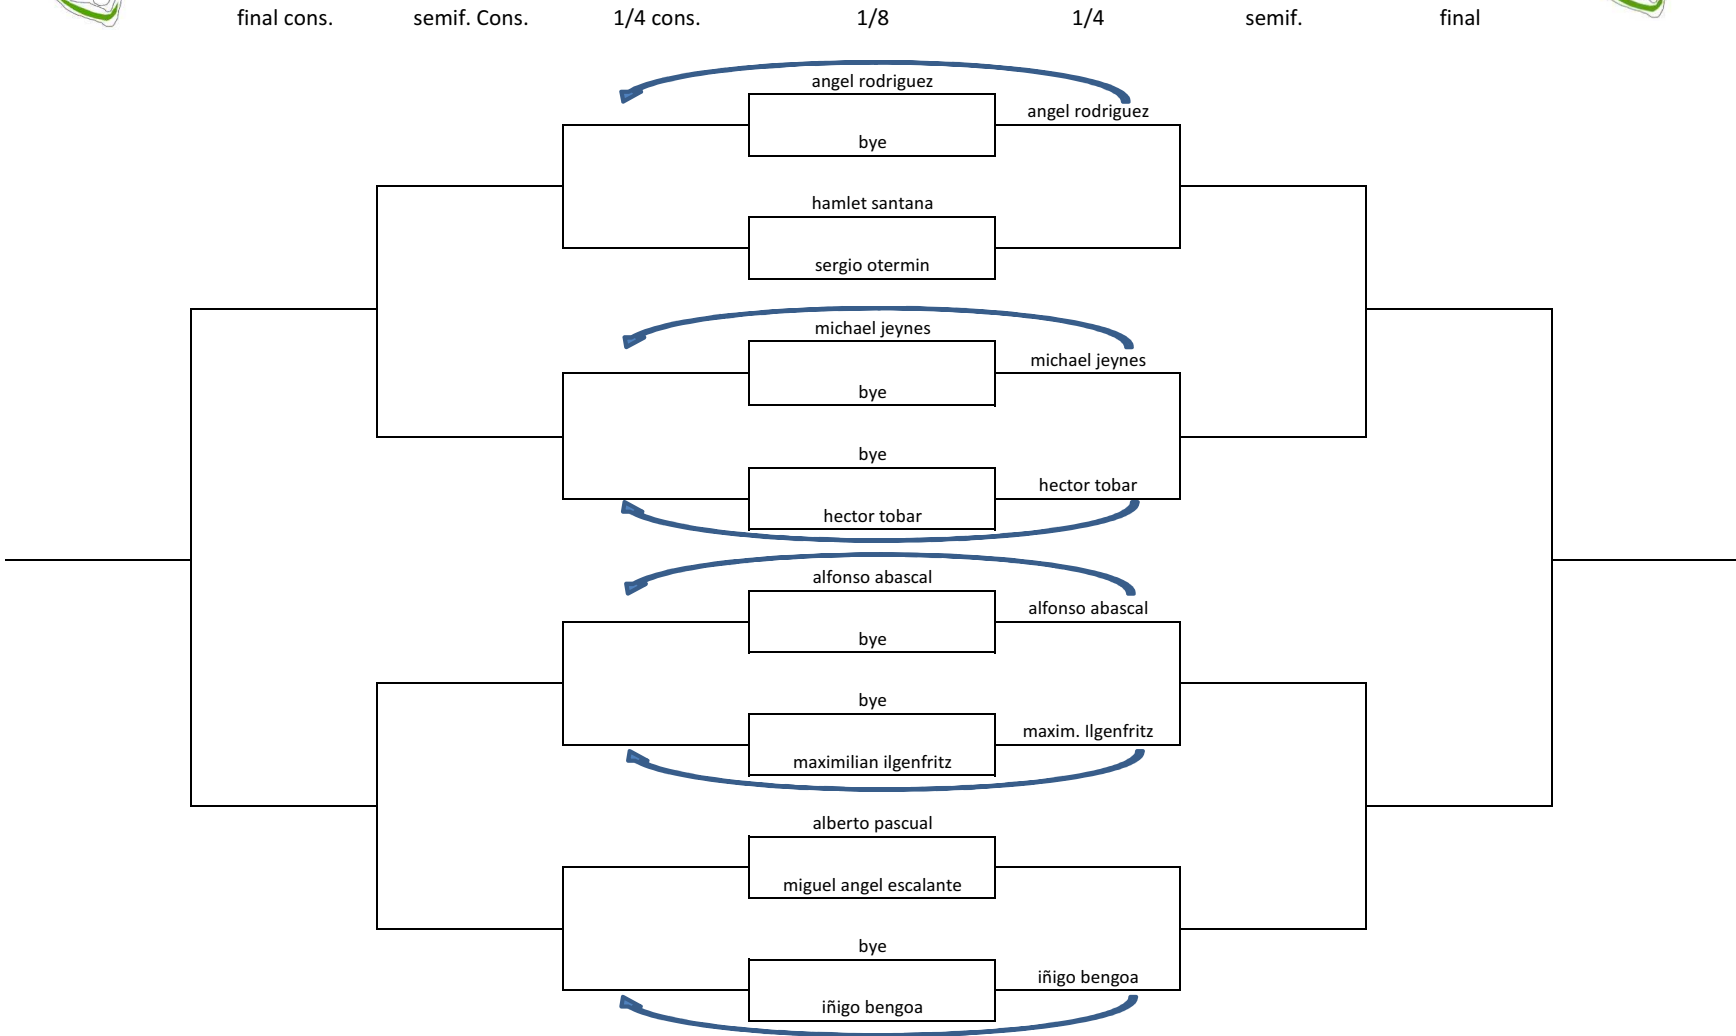 final cons. semif. Cons. 1/4 cons. 1/8 1/4 semif. final
angel rodriguez
angel rodriguez
bye
hamlet santana
sergio otermin
michael jeynes
michael jeynes
bye
bye
hector tobar
hector tobar
alfonso abascal
alfonso abascal
bye
bye
maxim. Ilgenfritz
maximilian ilgenfritz
alberto pascual
miguel angel escalante
bye
iñigo bengoa
iñigo bengoa